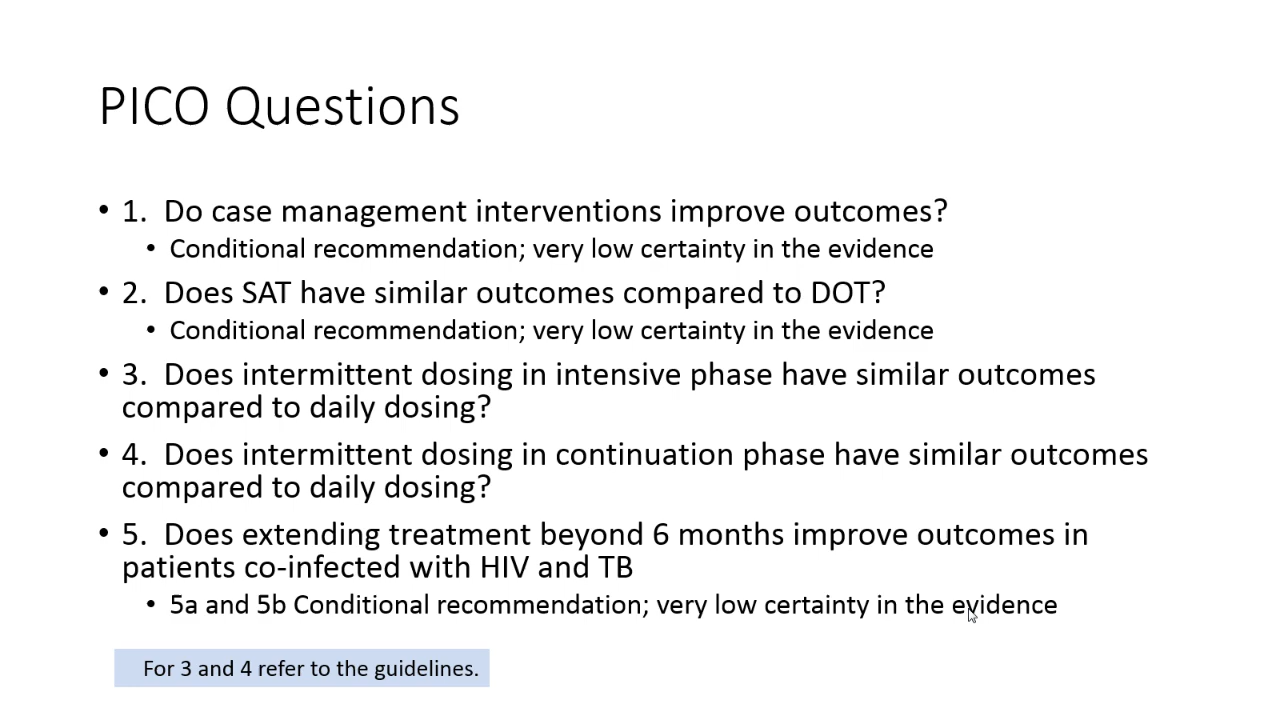 PICO Questions
• 1. Do case management interventions improve outcomes?
• Conditional recommendation; very low certainty in the evidence
• 2. Does SAT have similar outcomes compared to DOT?
• Conditional recommendation; very low certainty in the evidence
• 3. Does intermittent dosing in intensive phase have similar outcomes
compared to daily dosing?
• 4. Does intermittent dosing in continuation phase have similar outcomes
compared to daily dosing?
• 5. Does extending treatment beyond 6 months improve outcomes in
patients co-infected with HIV and TB
• 5a and 5b Conditional recommendation; very low certainty in the evidence
For 3 and 4 refer to the guidelines.